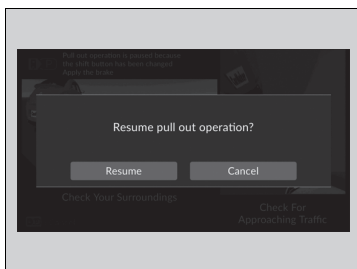 Pull out operation is paused because
the shift button has been changed.
Apply the brake.
Resume pull out operation?
Resume
Cancel
Check Your Surroundings
Check For
Approaching Traffic